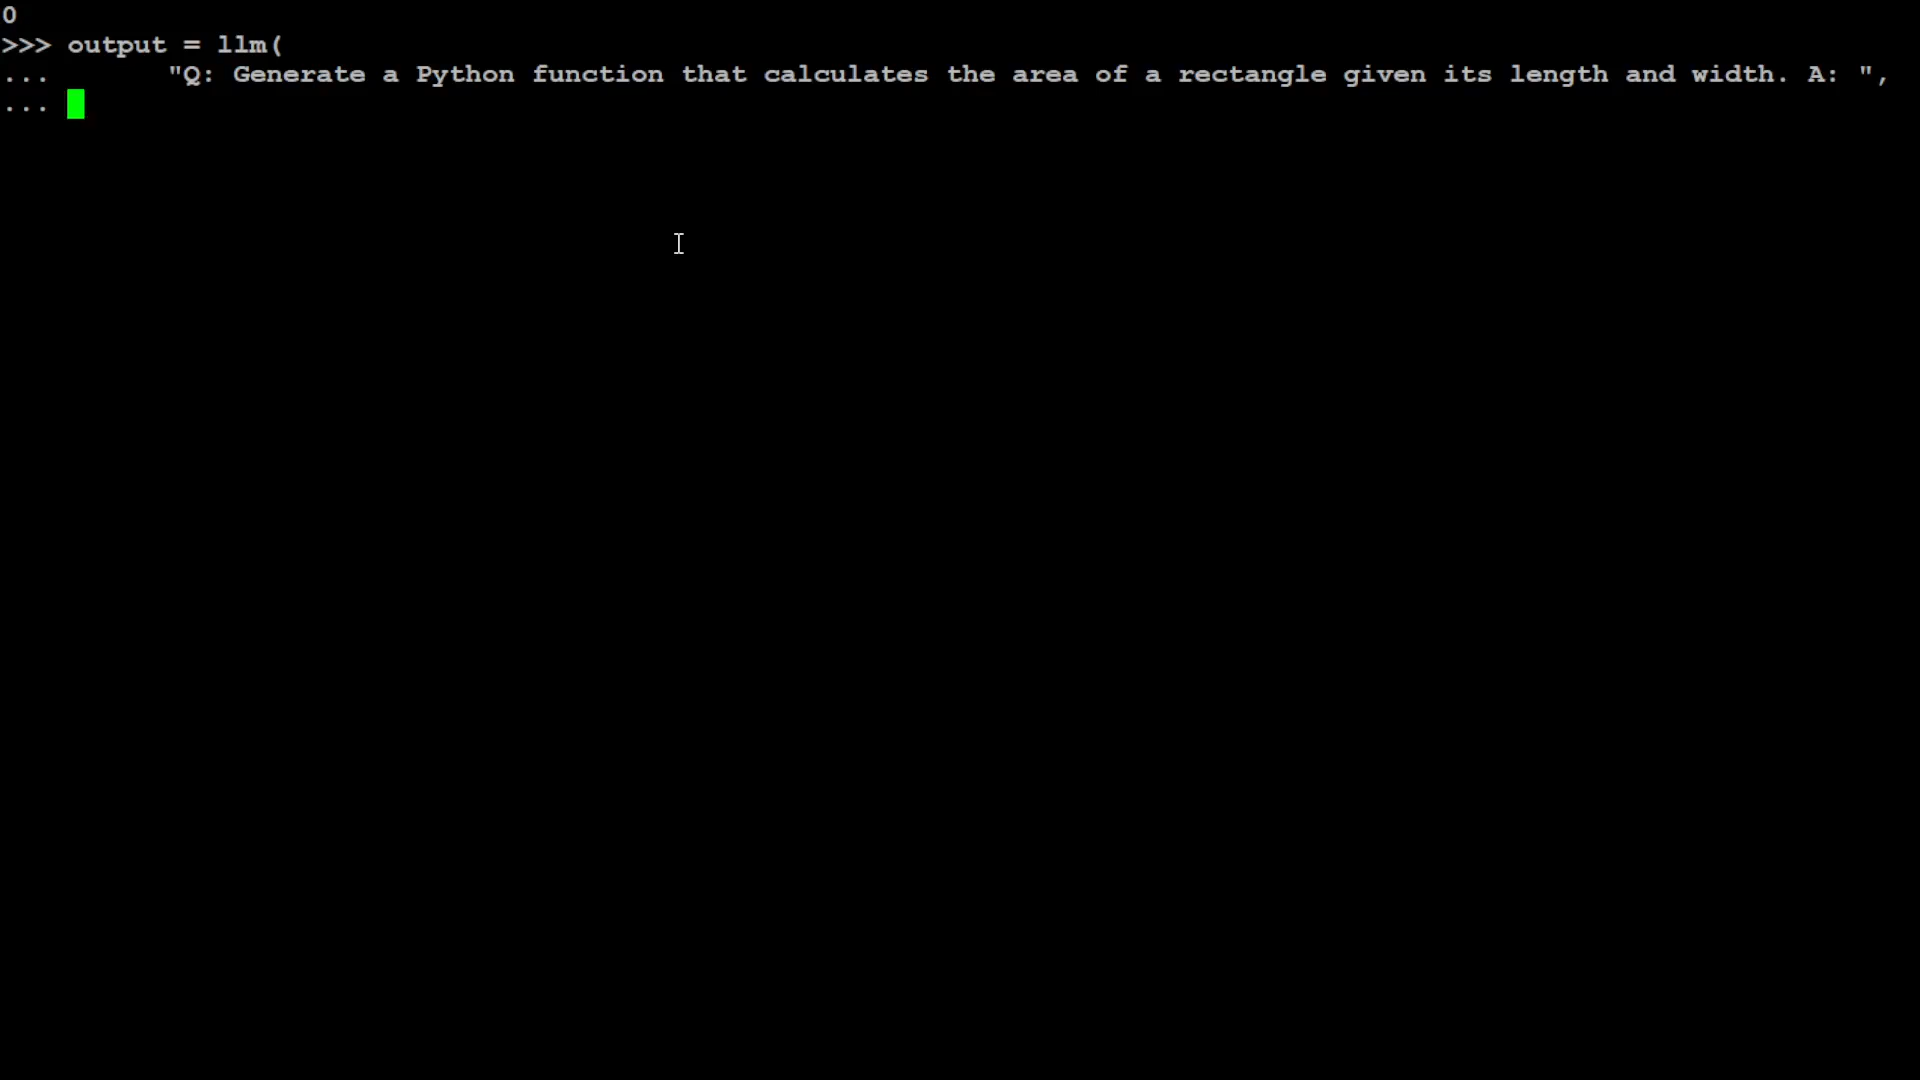 0
>>> output = llm(
...       "Q: Generate a Python function that calculates the area of a rectangle given its length and width. A: ",
...